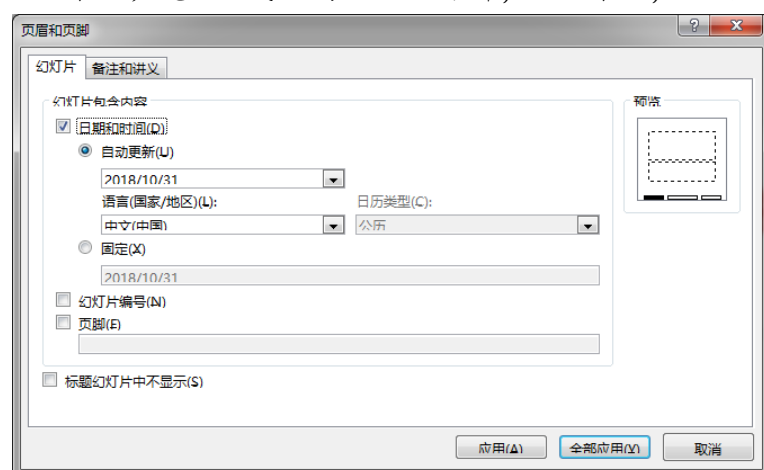 页眉和页脚
幻灯片 备注和讲义
幻灯片包含内容 预览
日期和时间(D)
自动更新(U)
2018/10/31
语言(国家/地区)(L): 日历类型(C):
中文(中国) 公历
固定(X)
2018/10/31
幻灯片编号(N)
页脚(F)
标题幻灯片中不显示(S)
应用(A) 全部应用(Y) 取消